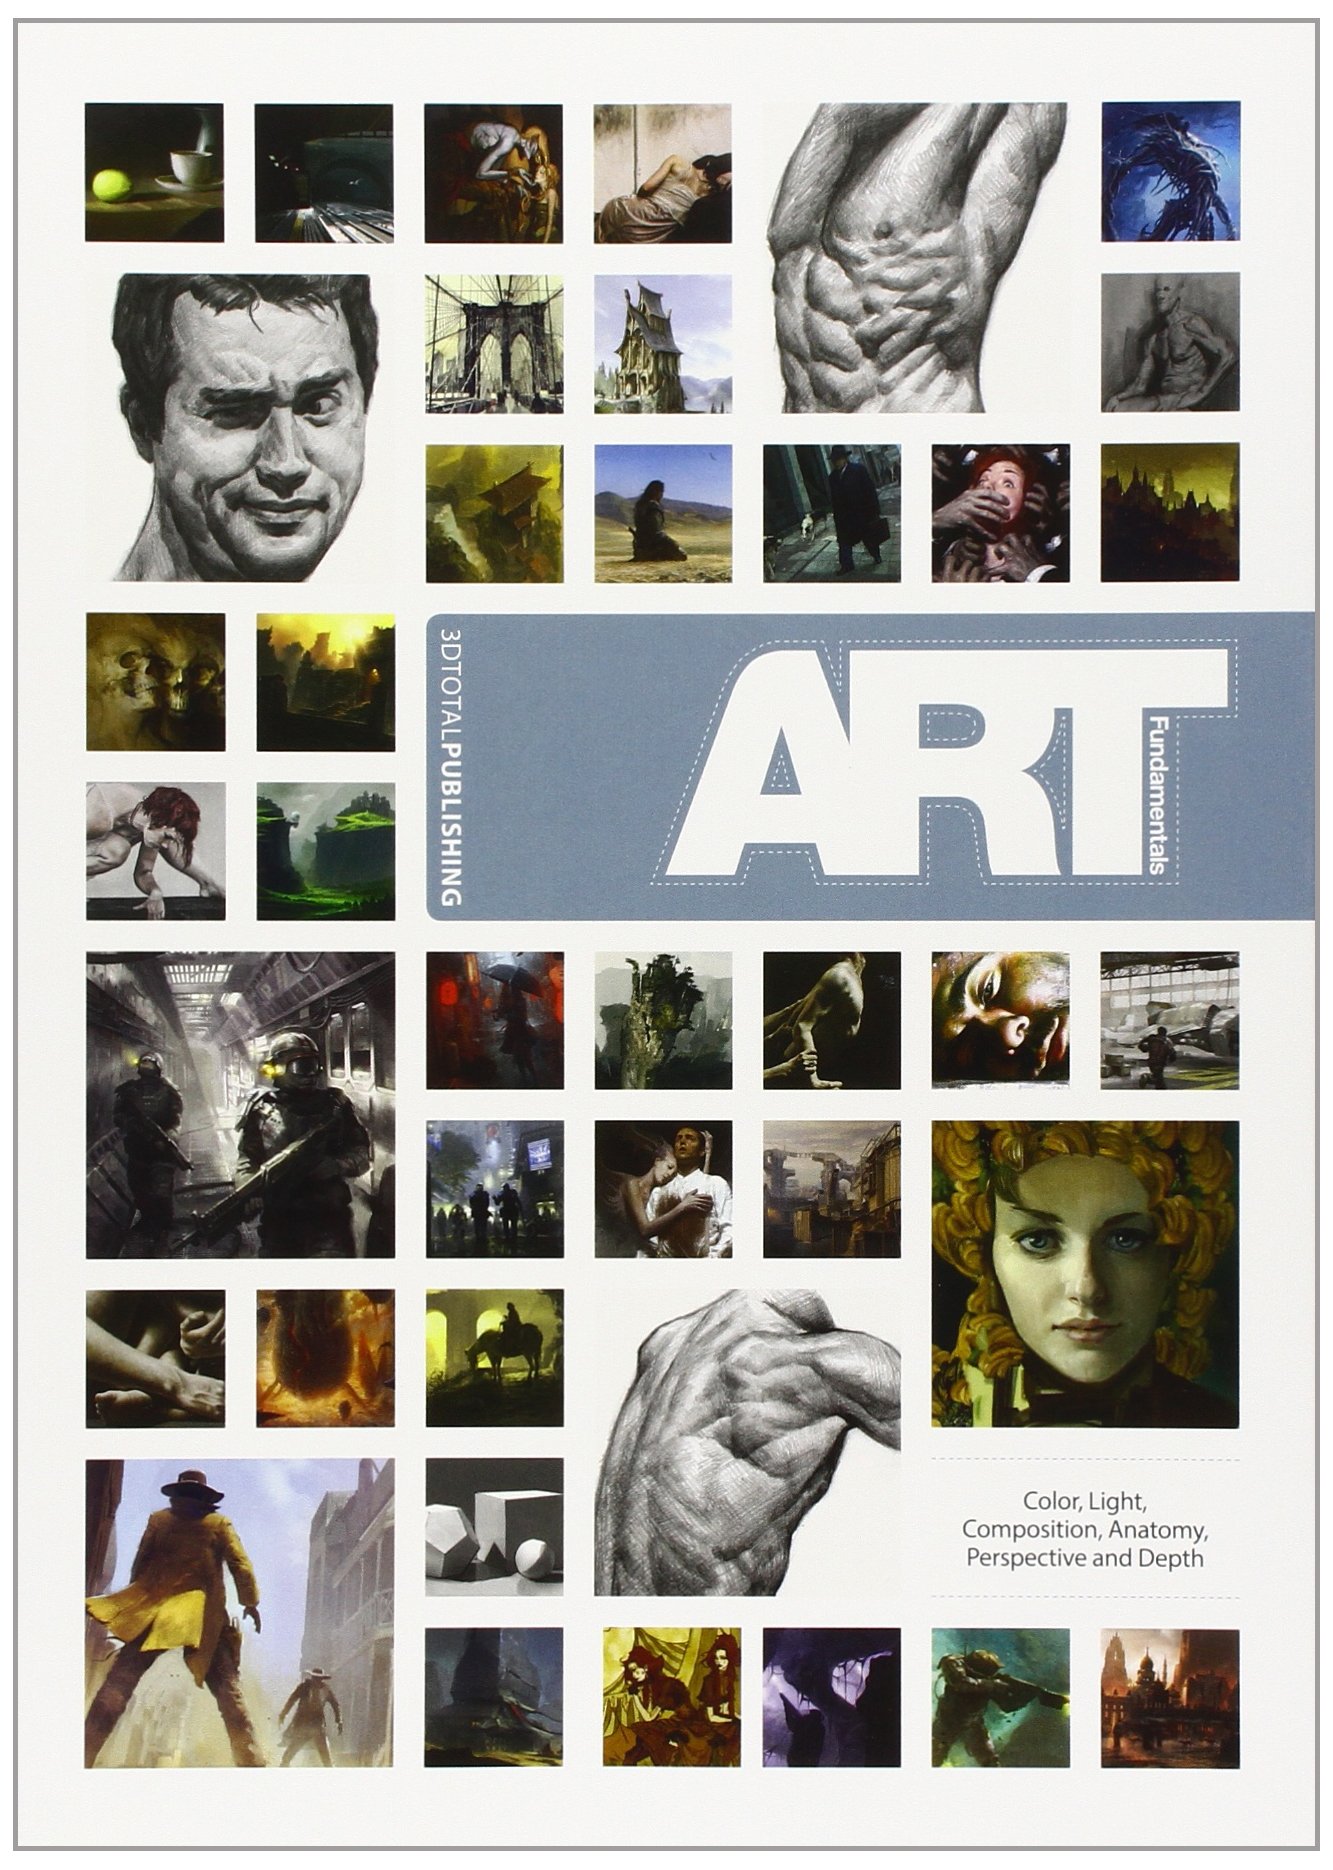 3DTOTALPUBLISHING
ART
Fundamentals
Color, Light,
Composition, Anatomy,
Perspective and Depth